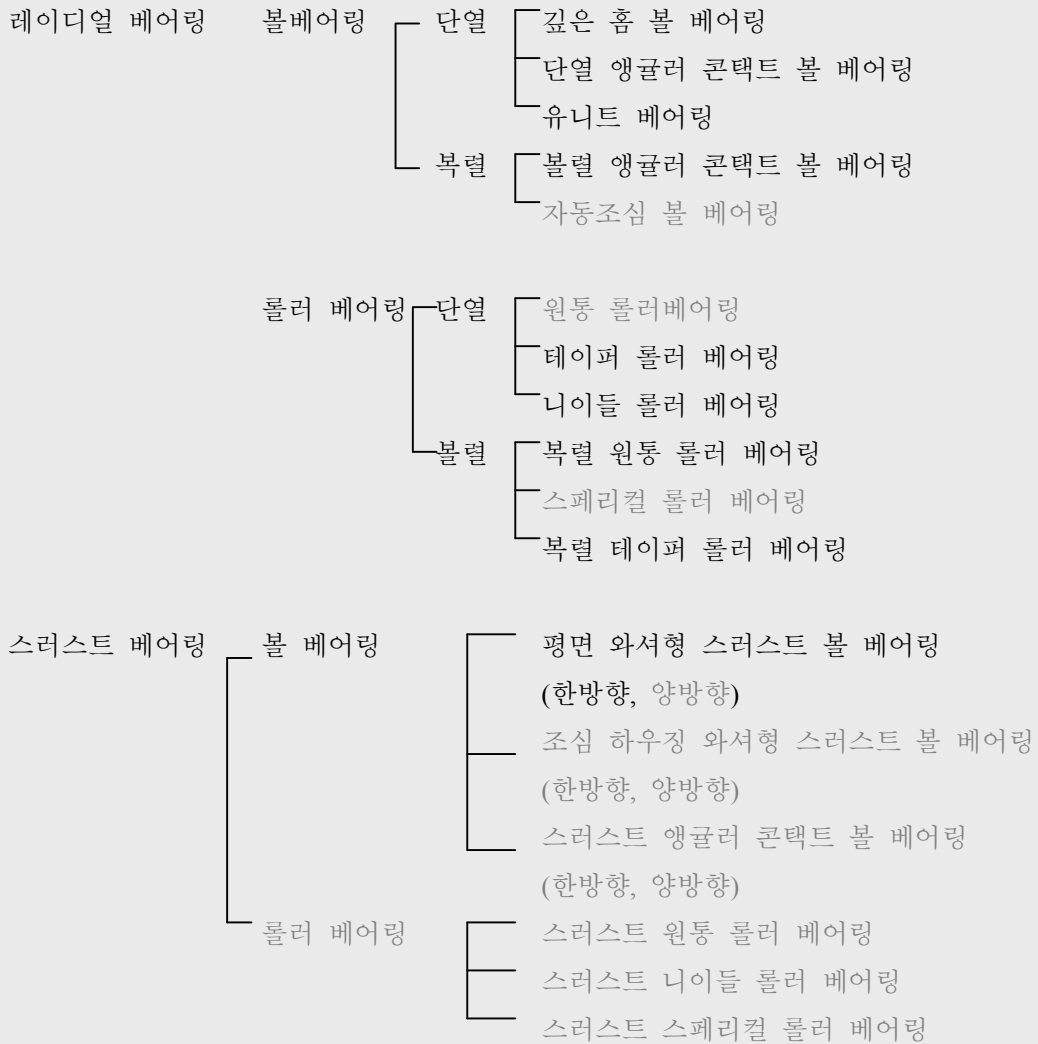 레이디얼 베어링 볼베어링 단열 깊은 홈 볼 베어링
단열 앵귤러 콘택트 볼 베어링
유니트 베어링
복렬 볼렬 앵귤러 콘택트 볼 베어링
자동조심 볼 베어링
롤러 베어링 단열 원통 롤러베어링
테이퍼 롤러 베어링
니이들 롤러 베어링
볼렬 복렬 원통 롤러 베어링
스페리컬 롤러 베어링
복렬 테이퍼 롤러 베어링
스러스트 베어링 볼 베어링 평면 와셔형 스러스트 볼 베어링
(한방향, 양방향)
조심 하우징 와셔형 스러스트 볼 베어링
(한방향, 양방향)
스러스트 앵귤러 콘택트 볼 베어링
(한방향, 양방향)
롤러 베어링 스러스트 원통 롤러 베어링
스러스트 니이들 롤러 베어링
스러스트 스페리컬 롤러 베어링